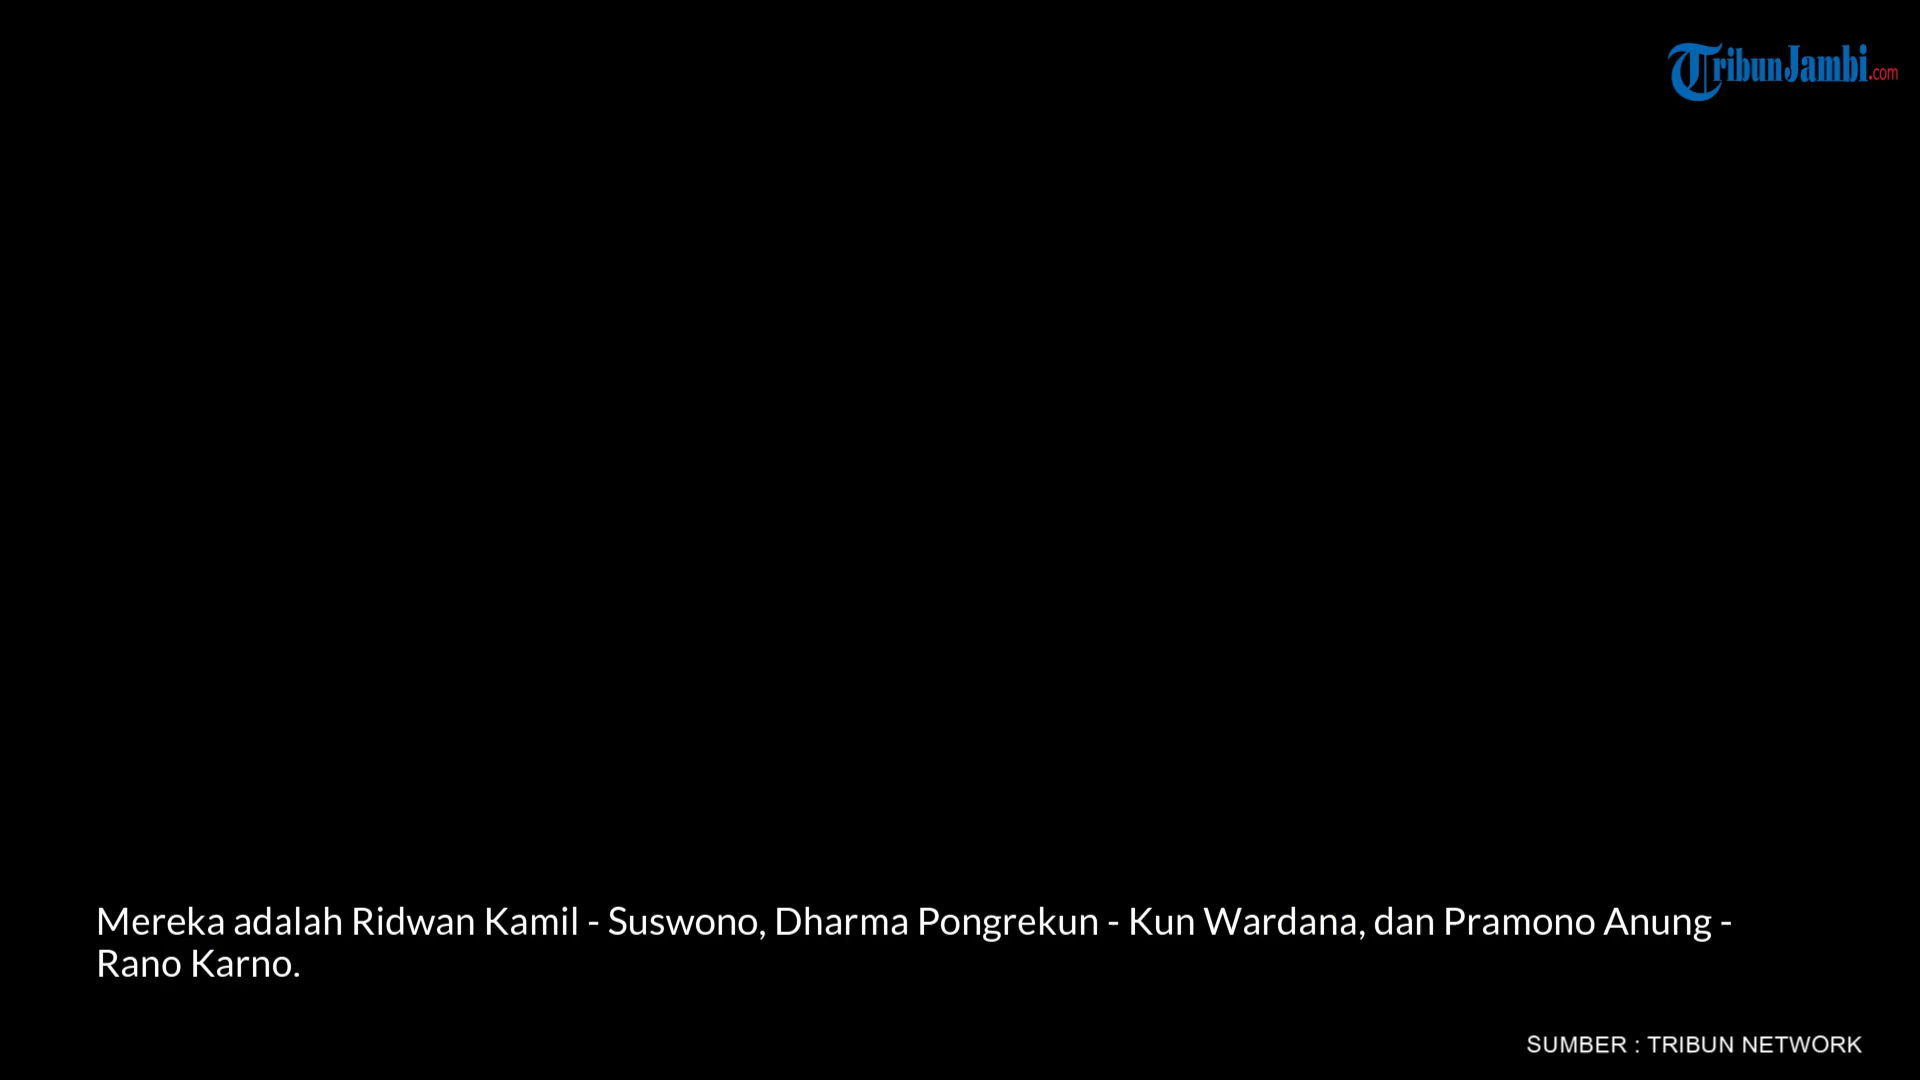 TribunJambi.com
Mereka adalah Ridwan Kamil - Suswono, Dharma Pongrekun - Kun Wardana, dan Pramono Anung -
Rano Karno.
SUMBER : TRIBUN NETWORK